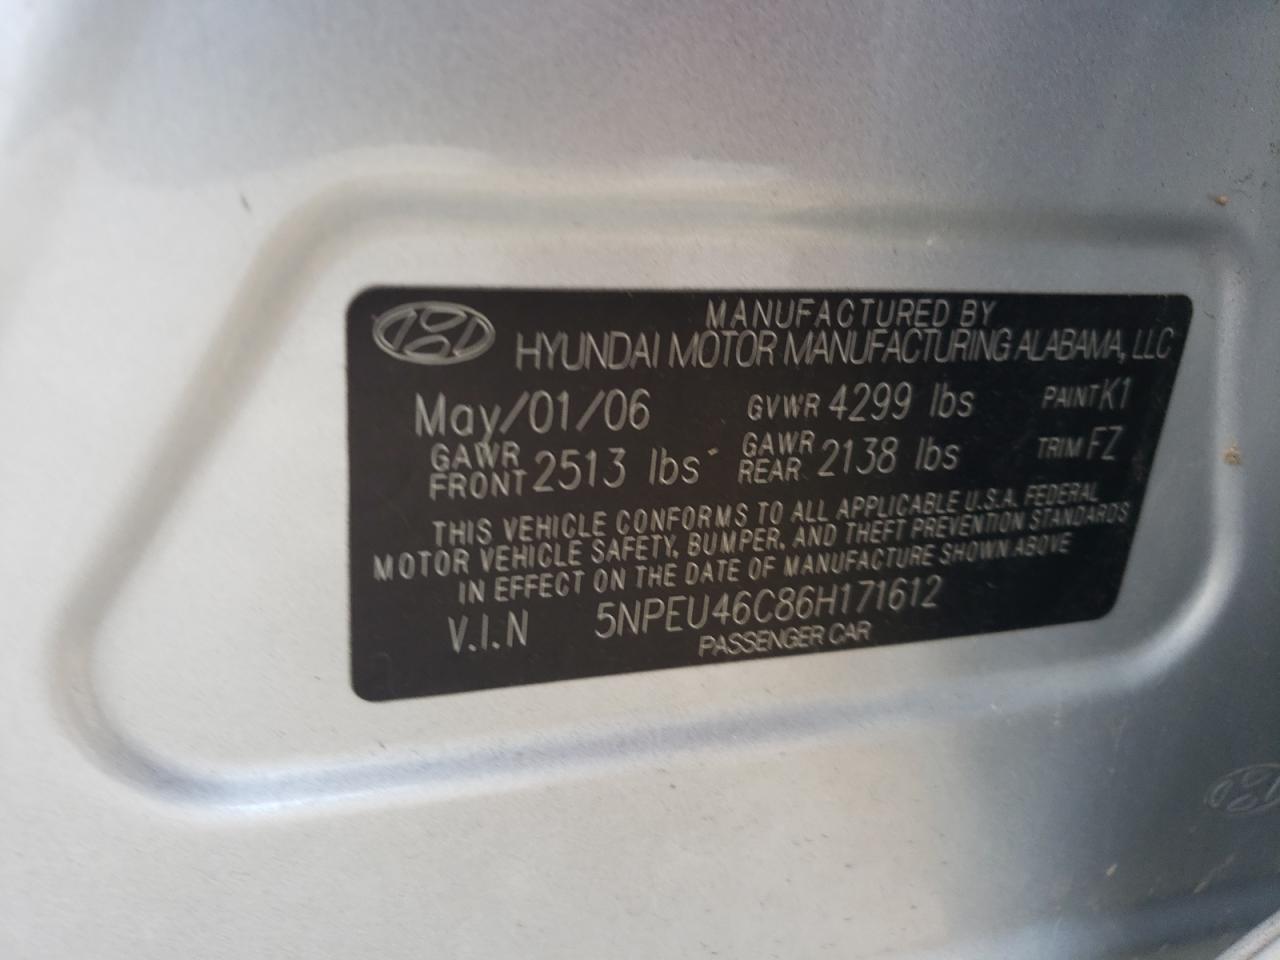 MANUFACTURED BY
HYUNDAI MOTOR MANUFACTURING ALABAMA, LLC
May/01/06 GVWR 4299 lbs PAINT K1
GAWR FRONT 2513 lbs GAWR REAR 2138 lbs TRIM FZ
THIS VEHICLE CONFORMS TO ALL APPLICABLE U.S.A. FEDERAL
MOTOR VEHICLE SAFETY, BUMPER, AND THEFT PREVENTION STANDARDS
IN EFFECT ON THE DATE OF MANUFACTURE SHOWN ABOVE
V.I.N 5NPEU46C86H171612
PASSENGER CAR